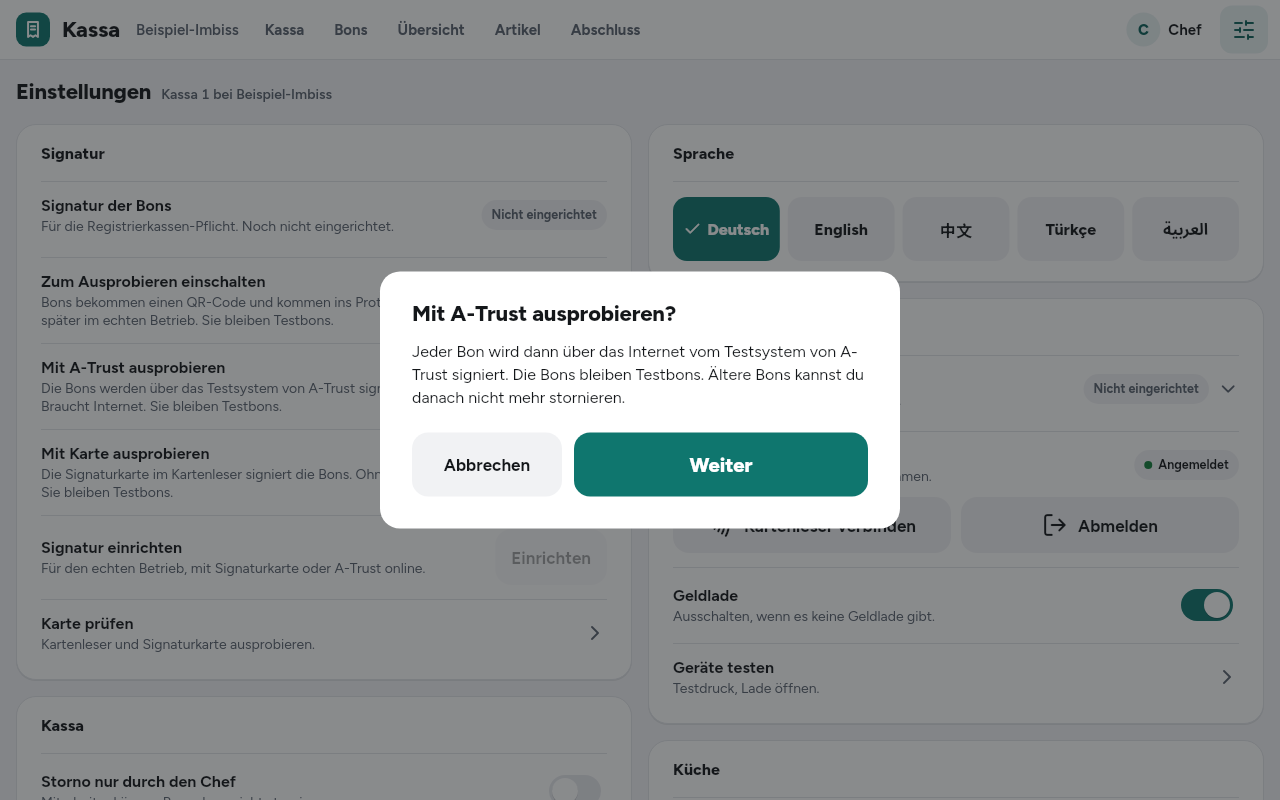 Kassa Beispiel-Imbiss Kassa Bons Übersicht Artikel Abschluss C Chef
Einstellungen Kassa 1 bei Beispiel-Imbiss
Signatur
Signatur der Bons
Für die Registrierkassen-Pflicht. Noch nicht eingerichtet.
Nicht eingerichtet
Zum Ausprobieren einschalten
Bons bekommen einen QR-Code und kommen ins
später im echten Betrieb. Sie bleiben Testbons.
Mit A-Trust ausprobieren
Die Bons werden über das Testsystem von A-Trust
Braucht Internet. Sie bleiben Testbons.
Mit Karte ausprobieren
Die Signaturkarte im Kartenleser signiert die Bons.
Sie bleiben Testbons.
Signatur einrichten
Für den echten Betrieb, mit Signaturkarte oder A-Trust online.
Einrichten
Karte prüfen
Kartenleser und Signaturkarte ausprobieren.
Kassa
Storno nur durch den Chef
Sprache
Deutsch English 中文 Türkçe العربية
Nicht eingerichtet
Angemeldet
Kartenleser verbinden
Abmelden
Geldlade
Ausschalten, wenn es keine Geldlade gibt.
Geräte testen
Testdruck, Lade öffnen.
Küche
Mit A-Trust ausprobieren?
Jeder Bon wird dann über das Internet vom Testsystem von A-
Trust signiert. Die Bons bleiben Testbons. Ältere Bons kannst du
danach nicht mehr stornieren.
Abbrechen
Weiter